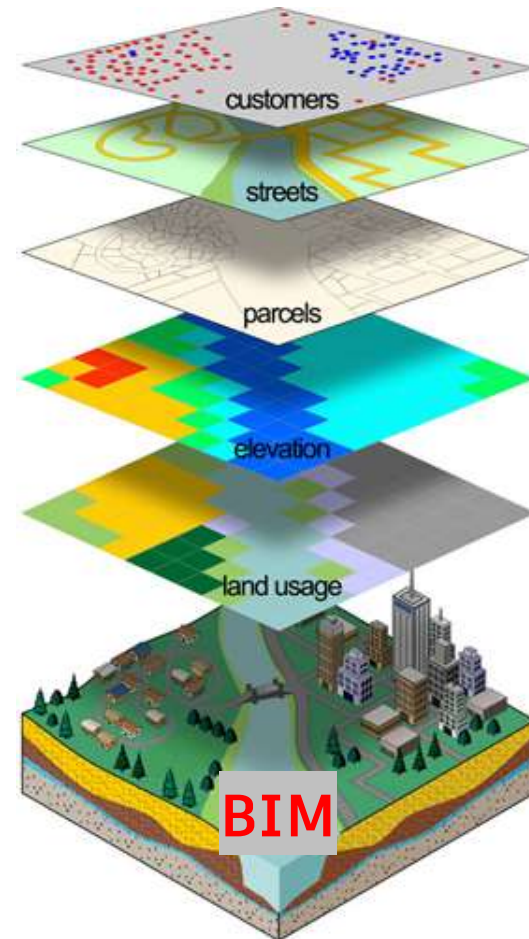 customers
streets
parcels
elevation
land usage
BIM